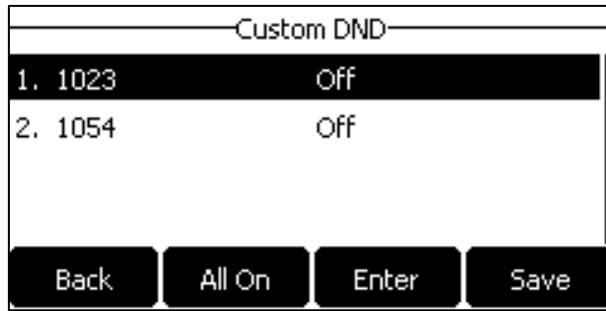 Custom DND
1. 1023 Off
2. 1054 Off
Back All On Enter Save